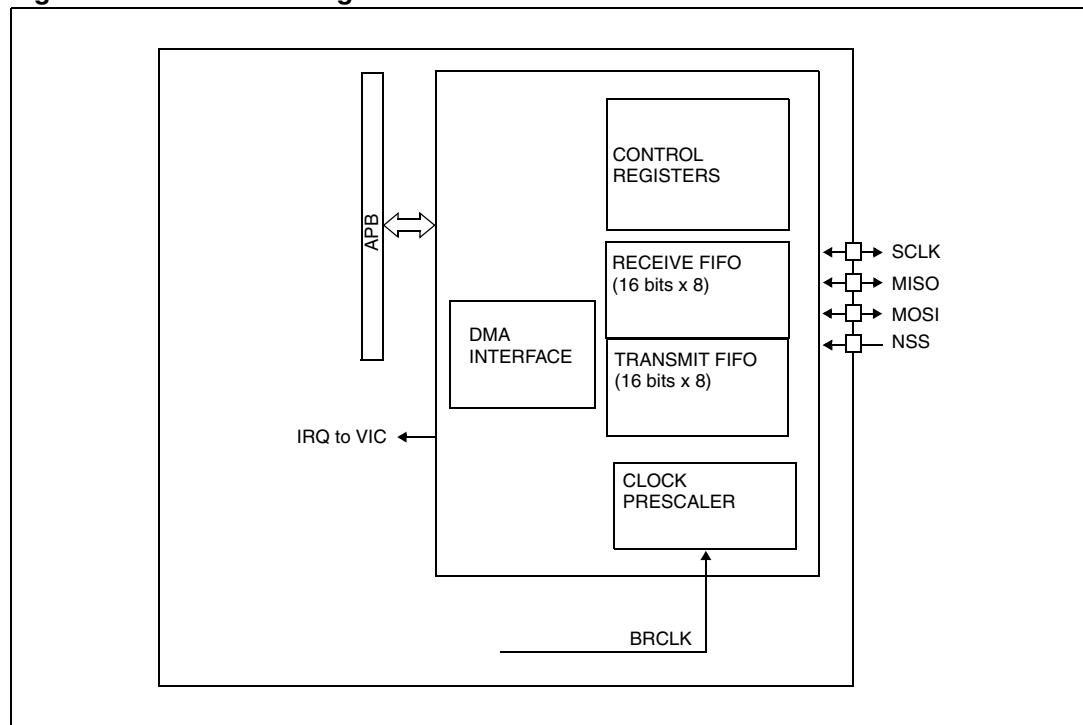 CONTROL
REGISTERS
APB
RECEIVE FIFO
(16 bits x 8)
SCLK
MISO
MOSI
NSS
DMA
INTERFACE
TRANSMIT FIFO
(16 bits x 8)
IRQ to VIC
CLOCK
PRESCALER
BRCLK